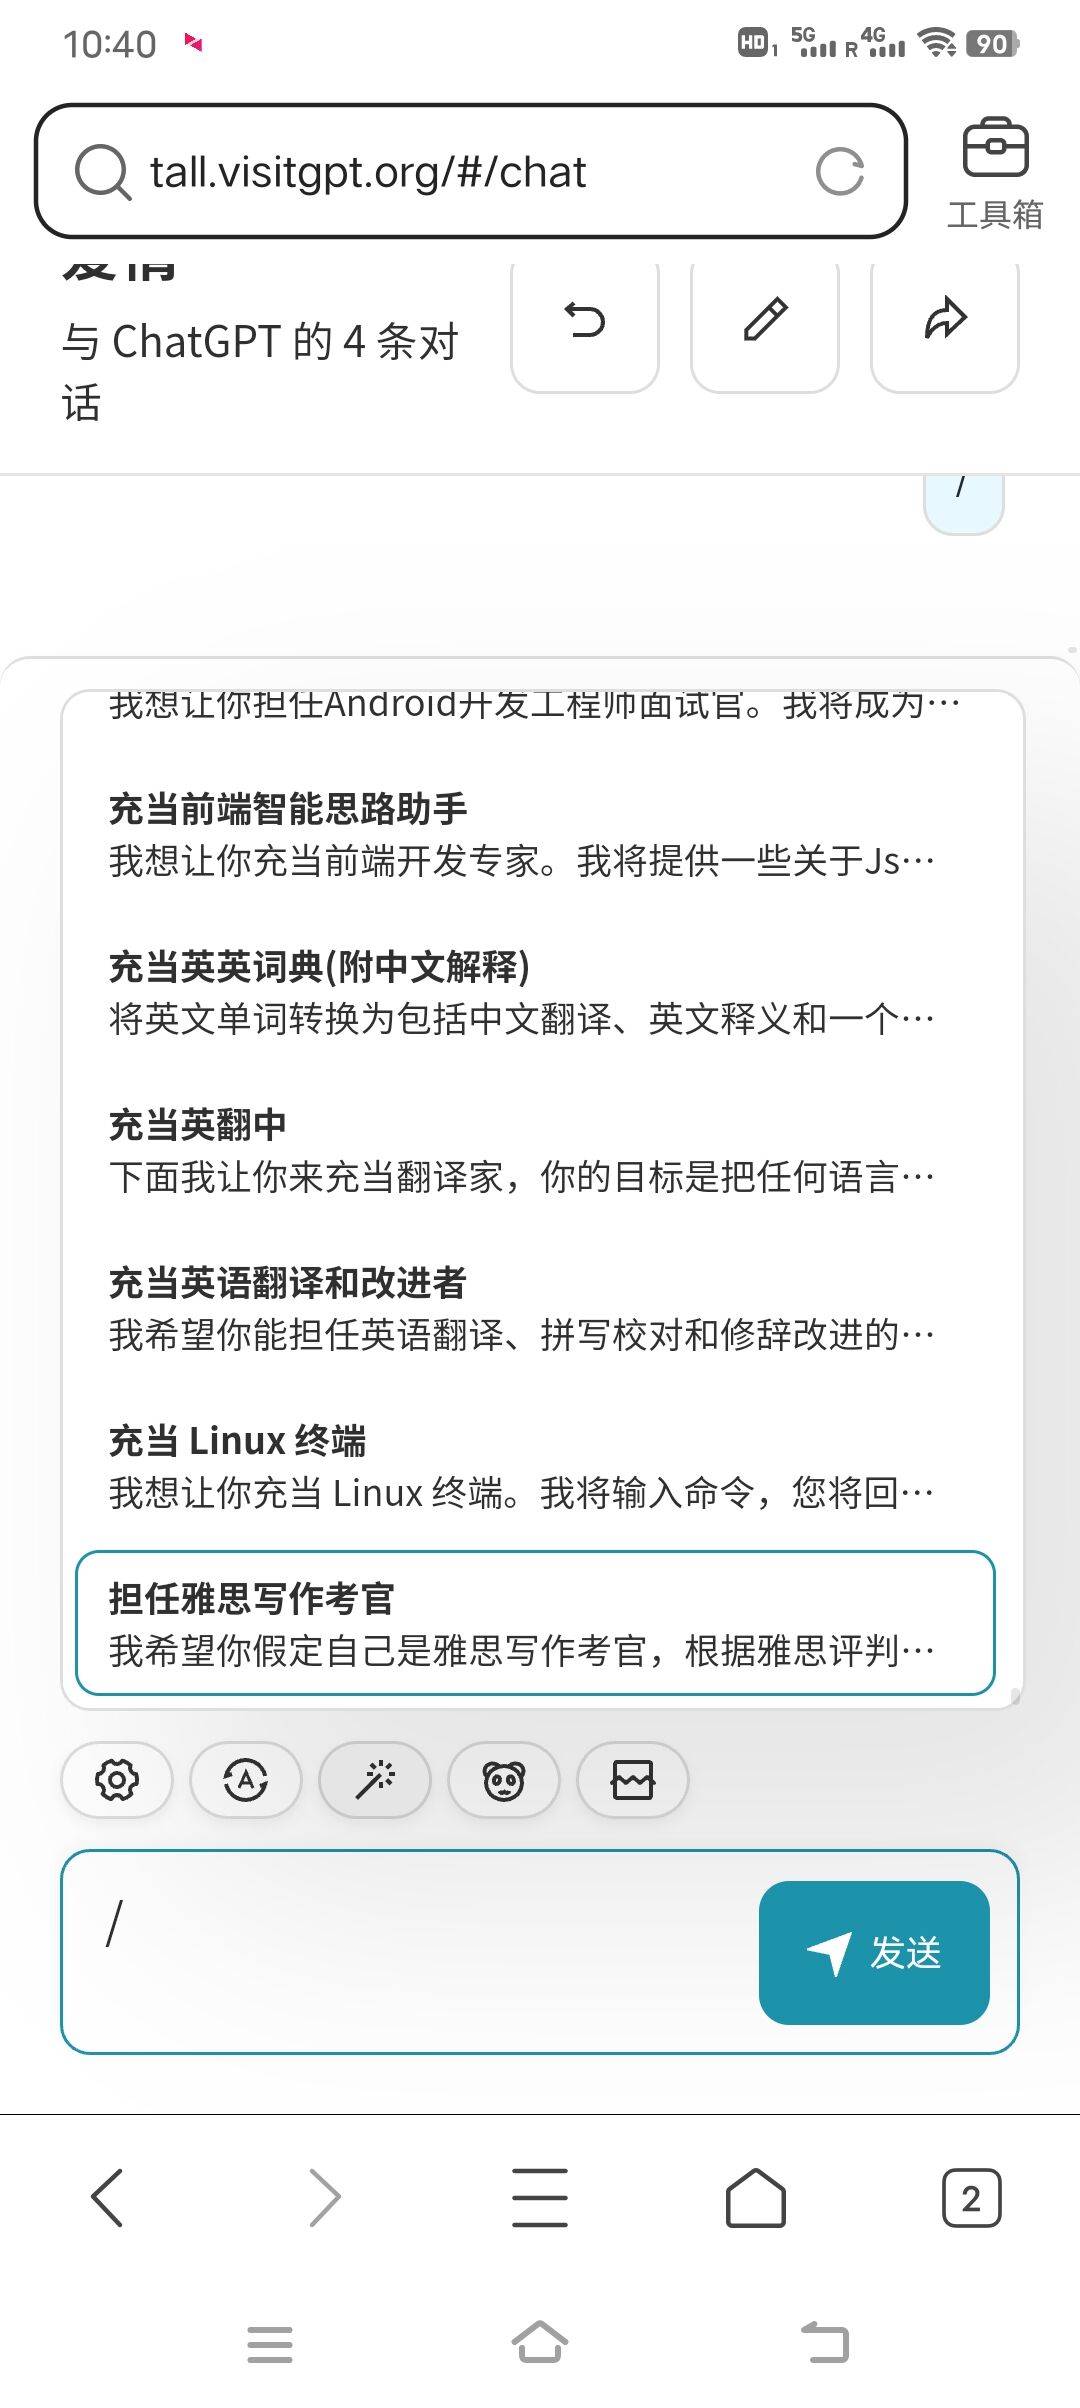 10:40
HD 1 5G R 4G 90
tall.visitgpt.org/#/chat
工具箱
爱情
与 ChatGPT 的 4 条对
话
/
我想让你担任Android开发工程师面试官。我将成为…
充当前端智能思路助手
我想让你充当前端开发专家。我将提供一些关于Js…
充当英英词典(附中文解释)
将英文单词转换为包括中文翻译、英文释义和一个…
充当英翻中
下面我让你来充当翻译家，你的目标是把任何语言…
充当英语翻译和改进者
我希望你能担任英语翻译、拼写校对和修辞改进的…
充当 Linux 终端
我想让你充当 Linux 终端。我将输入命令，您将回…
担任雅思写作考官
我希望你假定自己是雅思写作考官，根据雅思评判…
/
发送
2